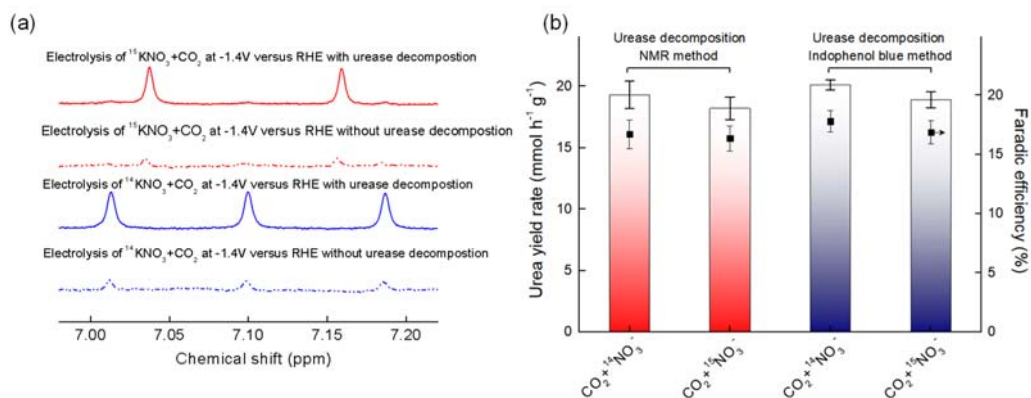 (a)
Electrolysis of ¹⁵KNO₃+CO₂ at -1.4V versus RHE with urease decompostion
Electrolysis of ¹⁵KNO₃+CO₂ at -1.4V versus RHE without urease decompostion
Electrolysis of ¹⁴KNO₃+CO₂ at -1.4V versus RHE with urease decompostion
Electrolysis of ¹⁴KNO₃+CO₂ at -1.4V versus RHE without urease decompostion
7.00 7.05 7.10 7.15 7.20
Chemical shift (ppm)
(b)
Urease decomposition
NMR method
Urease decomposition
Indophenol blue method
Urea yield rate (mmol h⁻¹ g⁻¹)
20
15
10
5
0
20
15
10
5
0
Faradic efficiency (%)
CO₂+¹⁴NO₃⁻
CO₂+¹⁵NO₃⁻
CO₂+¹⁴NO₃⁻
CO₂+¹⁵NO₃⁻